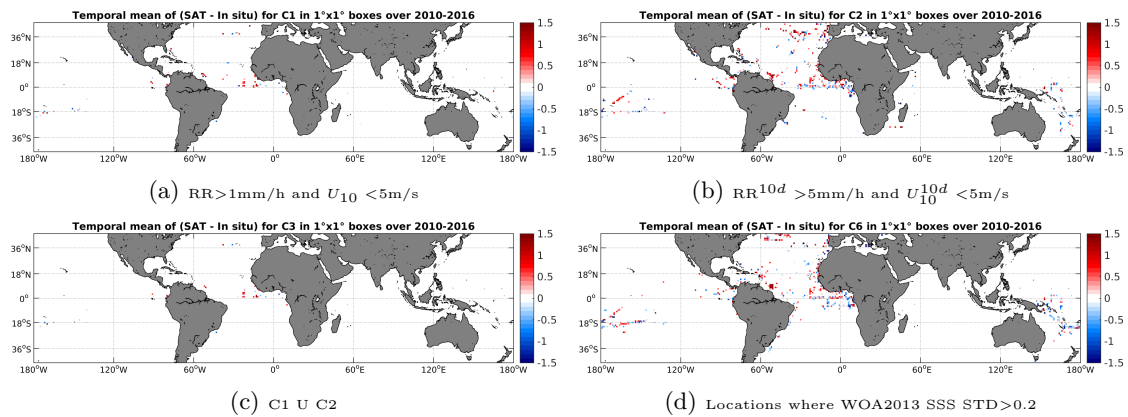 Temporal mean of (SAT - In situ) for C1 in 1°x1° boxes over 2010-2016
36°N
18°N
0°
18°S
36°S
180°W 120°W 60°W 0° 60°E 120°E 180°W
1.5
1
0.5
0
-0.5
-1
-1.5
(a) RR>1mm/h and U10 <5m/s
Temporal mean of (SAT - In situ) for C2 in 1°x1° boxes over 2010-2016
36°N
18°N
0°
18°S
36°S
180°W 120°W 60°W 0° 60°E 120°E 180°W
1.5
1
0.5
0
-0.5
-1
-1.5
(b) RR10d >5mm/h and U10 10d <5m/s
Temporal mean of (SAT - In situ) for C3 in 1°x1° boxes over 2010-2016
36°N
18°N
0°
18°S
36°S
180°W 120°W 60°W 0° 60°E 120°E 180°W
1.5
1
0.5
0
-0.5
-1
-1.5
(c) C1 U C2
Temporal mean of (SAT - In situ) for C6 in 1°x1° boxes over 2010-2016
36°N
18°N
0°
18°S
36°S
180°W 120°W 60°W 0° 60°E 120°E 180°W
1.5
1
0.5
0
-0.5
-1
-1.5
(d) Locations where WOA2013 SSS STD>0.2